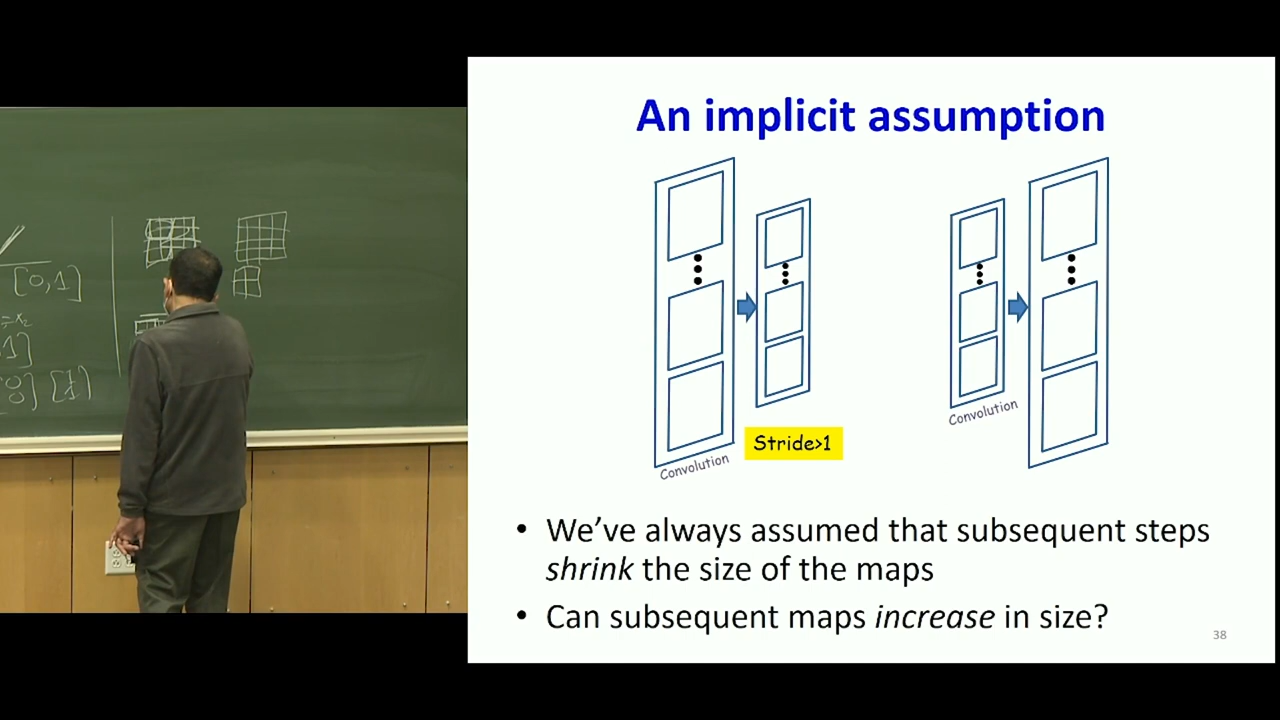 An implicit assumption
[0,1]
Convolution
Stride>1
Convolution
• We've always assumed that subsequent steps
shrink the size of the maps
• Can subsequent maps increase in size?
38